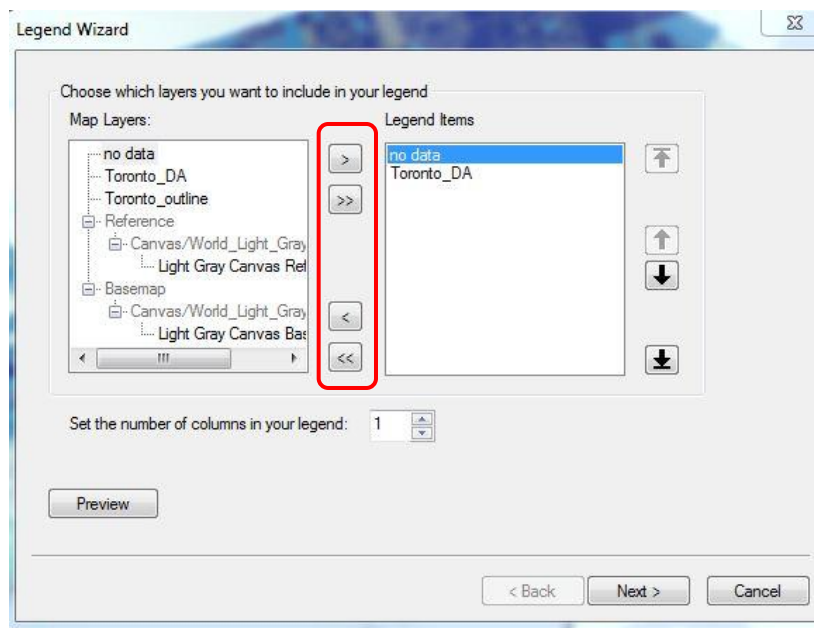 Legend Wizard
Choose which layers you want to include in your legend
Map Layers:
Legend Items
no data
Toronto_DA
Toronto_outline
Reference
Canvas/World_Light_Gray
Light Gray Canvas Ref
Basemap
Canvas/World_Light_Gray
Light Gray Canvas Bas
>
>>
<
<<
no data
Toronto_DA
Set the number of columns in your legend: 1
Preview
< Back Next > Cancel